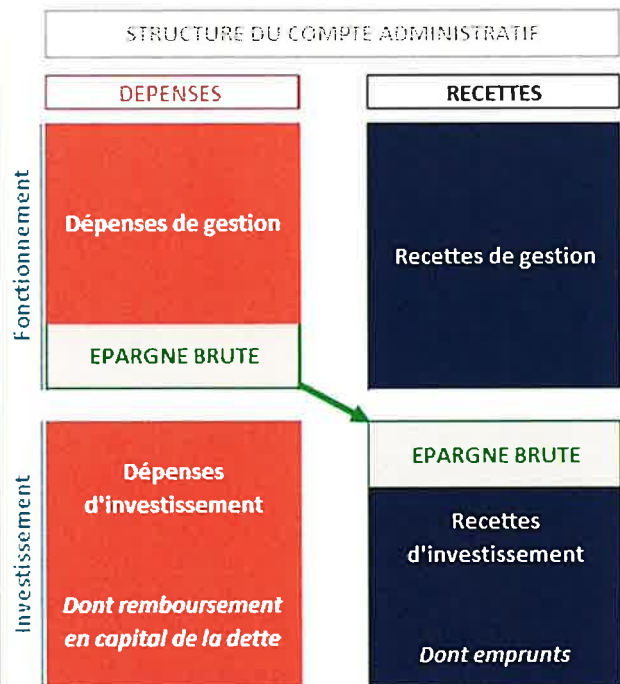 STRUCTURE DU COMPTE ADMINISTRATIF
DEPENSES
RECETTES
Fonctionnement
Dépenses de gestion
EPARGNE BRUTE
Recettes de gestion
Investissement
Dépenses
d'investissement
Dont remboursement
en capital de la dette
EPARGNE BRUTE
Recettes
d'investissement
Dont emprunts